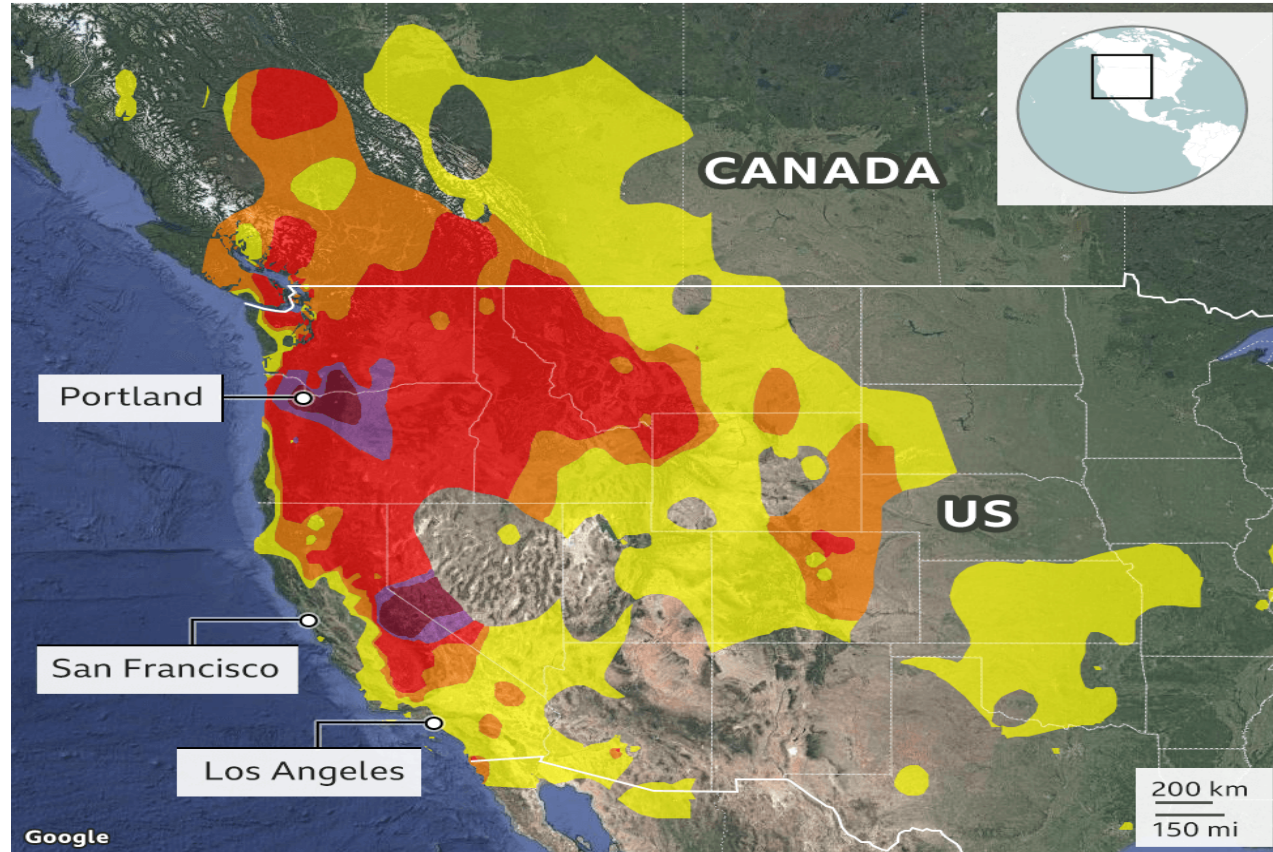 CANADA
Portland
US
San Francisco
Los Angeles
200 km
150 mi
Google